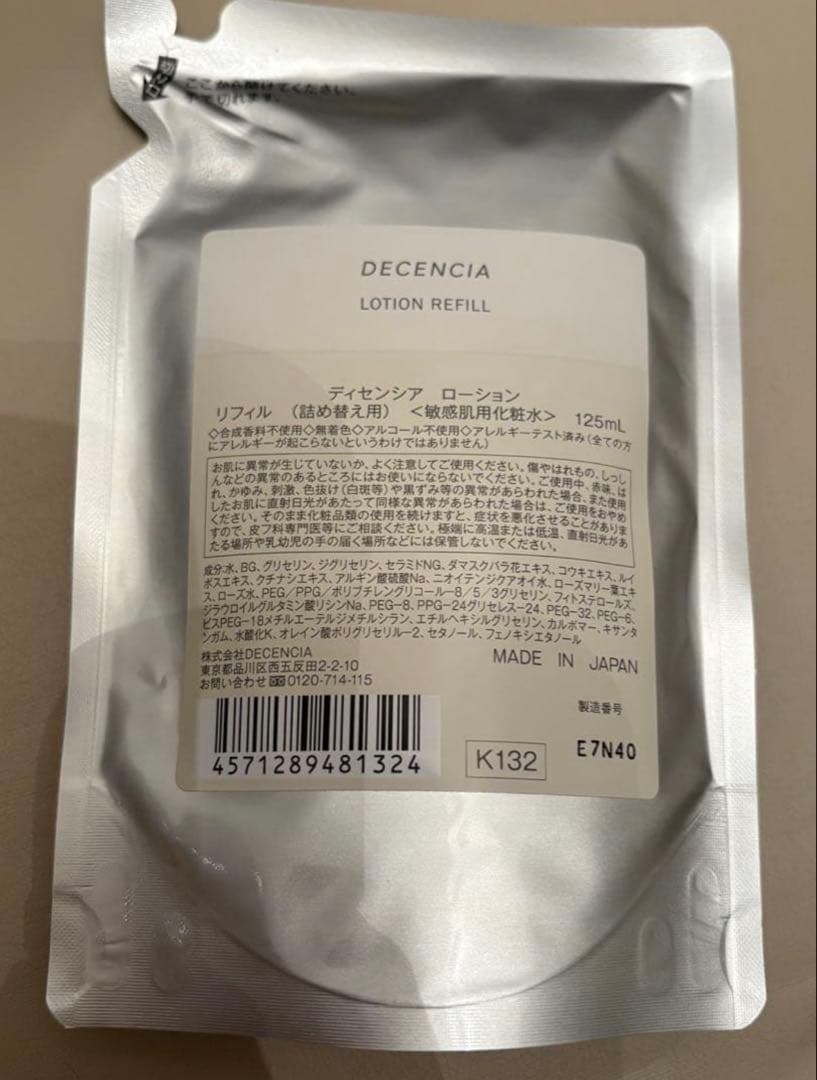 切り口
ここから開けてください。
手で切れます。
DECENCIA
LOTION REFILL
ディセンシア ローション
リフィル （詰め替え用） ＜敏感肌用化粧水＞ 125mL
◇合成香料不使用◇無着色◇アルコール不使用◇アレルギーテスト済み（全ての方
にアレルギーが起こらないというわけではありません）
お肌に異常が生じていないか、よく注意してご使用ください。傷やはれもの、しっし
んなどの異常のあるところにはお使いにならないでください。ご使用中、赤味、は
れ、かゆみ、刺激、色抜け（白斑等）や黒ずみ等の異常があらわれた場合、また使用
したお肌に直射日光があたって同様な異常があらわれた場合は、ご使用をおやめ
ください。そのまま化粧品類の使用を続けますと、症状を悪化させることがありま
すので、皮フ科専門医等にご相談ください。極端に高温または低温、直射日光があ
たる場所や乳幼児の手の届く場所などには保管しないでください。
成分:水、BG、グリセリン、ジグリセリン、セラミドNG、ダマスクバラ花エキス、コウキエキス、ルイ
ボスエキス、クチナシエキス、アルギン酸硫酸Na、ニオイテンジクアオイ水、ローズマリー葉エキ
ス、ローズ水、PEG／PPG／ポリブチレングリコール-8／5／3グリセリン、フィトステロールズ、
ジラウロイルグルタミン酸リシンNa、PEG-8、PPG-24グリセレス-24、PEG-32、PEG-6、
ビスPEG-18メチルエーテルジメチルシラン、エチルヘキシルグリセリン、カルボマー、キサンタ
ンガム、水酸化K、オレイン酸ポリグリセリル-2、セタノール、フェノキシエタノール
株式会社DECENCIA
東京都品川区西五反田2-2-10
お問い合わせ 0120-714-115
MADE IN JAPAN
製造番号
4571289481324
K132
E7N40